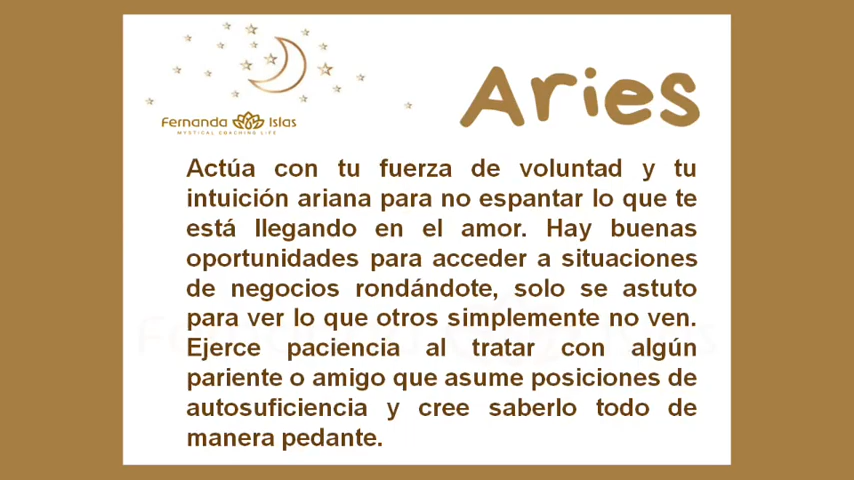 Aries
Fernanda Islas
MYSTICAL COACHING LIFE
Actúa con tu fuerza de voluntad y tu
intuición ariana para no espantar lo que te
está llegando en el amor. Hay buenas
oportunidades para acceder a situaciones
de negocios rondándote, solo se astuto
para ver lo que otros simplemente no ven.
Ejerce paciencia al tratar con algún
pariente o amigo que asume posiciones de
autosuficiencia y cree saberlo todo de
manera pedante.